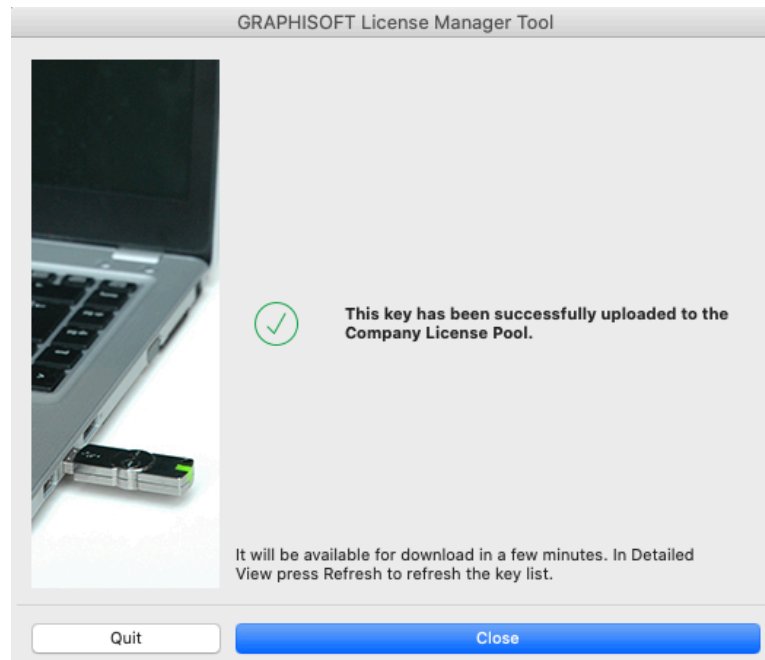 GRAPHISOFT License Manager Tool
This key has been successfully uploaded to the
Company License Pool.
It will be available for download in a few minutes. In Detailed
View press Refresh to refresh the key list.
Quit
Close